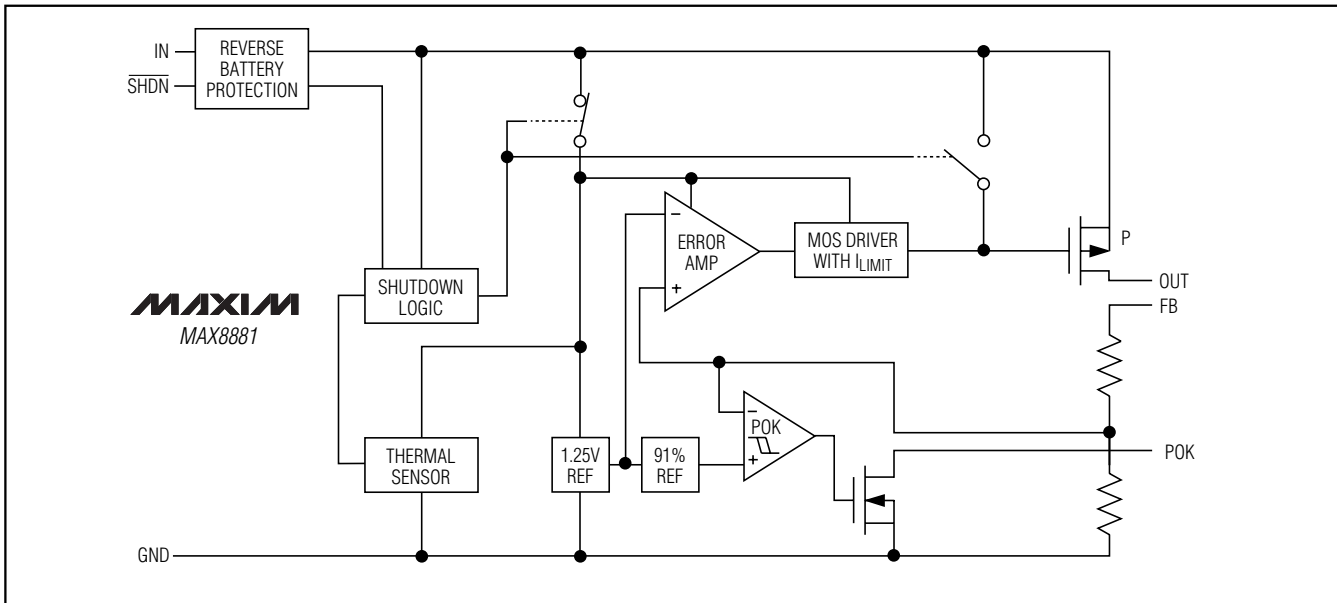 IN
SHDN
REVERSE
BATTERY
PROTECTION
P
ERROR
AMP
−
+
MOS DRIVER
WITH ILIMIT
OUT
FB
SHUTDOWN
LOGIC
MAXIM
MAX8881
THERMAL
SENSOR
1.25V
REF
91%
REF
−
POK
+
POK
GND